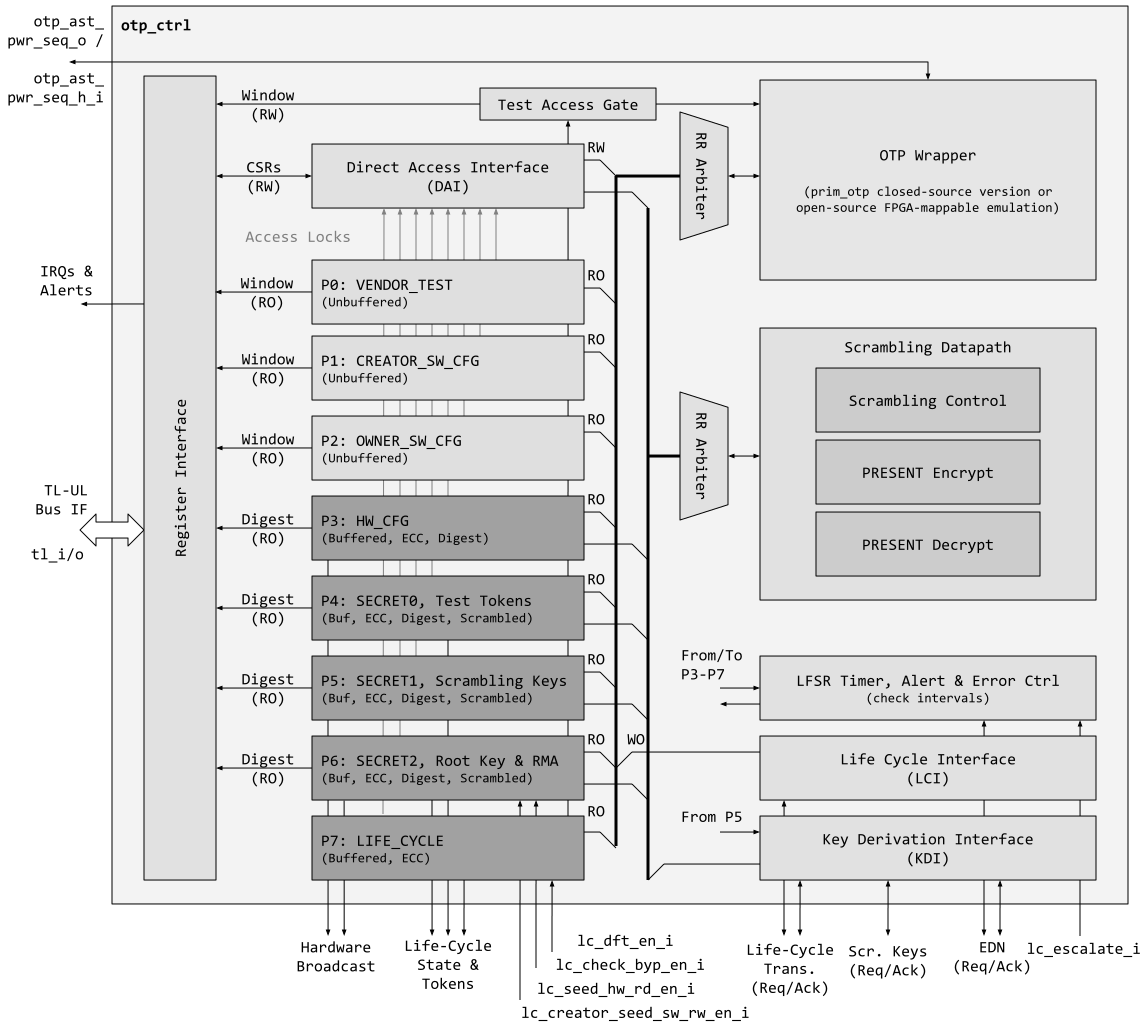 otp_ast_
pwr_seq_o /
otp_ast_
pwr_seq_h_i
otp_ctrl
Window
(RW)
Test Access Gate
CSRs
(RW)
Direct Access Interface
(DAI)
RW
RR Arbiter
OTP Wrapper
(prim_otp closed-source version or
open-source FPGA-mappable emulation)
Access Locks
IRQs &
Alerts
Window
(RO)
P0: VENDOR_TEST
(Unbuffered)
RO
Window
(RO)
P1: CREATOR_SW_CFG
(Unbuffered)
RO
Window
(RO)
P2: OWNER_SW_CFG
(Unbuffered)
RO
Register Interface
TL-UL
Bus IF
tl_i/o
Digest
(RO)
P3: HW_CFG
(Buffered, ECC, Digest)
RO
Digest
(RO)
P4: SECRET0, Test Tokens
(Buf, ECC, Digest, Scrambled)
RO
Digest
(RO)
P5: SECRET1, Scrambling Keys
(Buf, ECC, Digest, Scrambled)
RO
Digest
(RO)
P6: SECRET2, Root Key & RMA
(Buf, ECC, Digest, Scrambled)
RO
WO
P7: LIFE_CYCLE
(Buffered, ECC)
RO
RR Arbiter
Scrambling Datapath
Scrambling Control
PRESENT Encrypt
PRESENT Decrypt
From/To
P3-P7
LFSR Timer, Alert & Error Ctrl
(check intervals)
Life Cycle Interface
(LCI)
From P5
Key Derivation Interface
(KDI)
Hardware
Broadcast
Life-Cycle
State &
Tokens
lc_dft_en_i
lc_check_byp_en_i
lc_seed_hw_rd_en_i
lc_creator_seed_sw_rw_en_i
Life-Cycle
Trans.
(Req/Ack)
Scr. Keys
(Req/Ack)
EDN
(Req/Ack)
lc_escalate_i